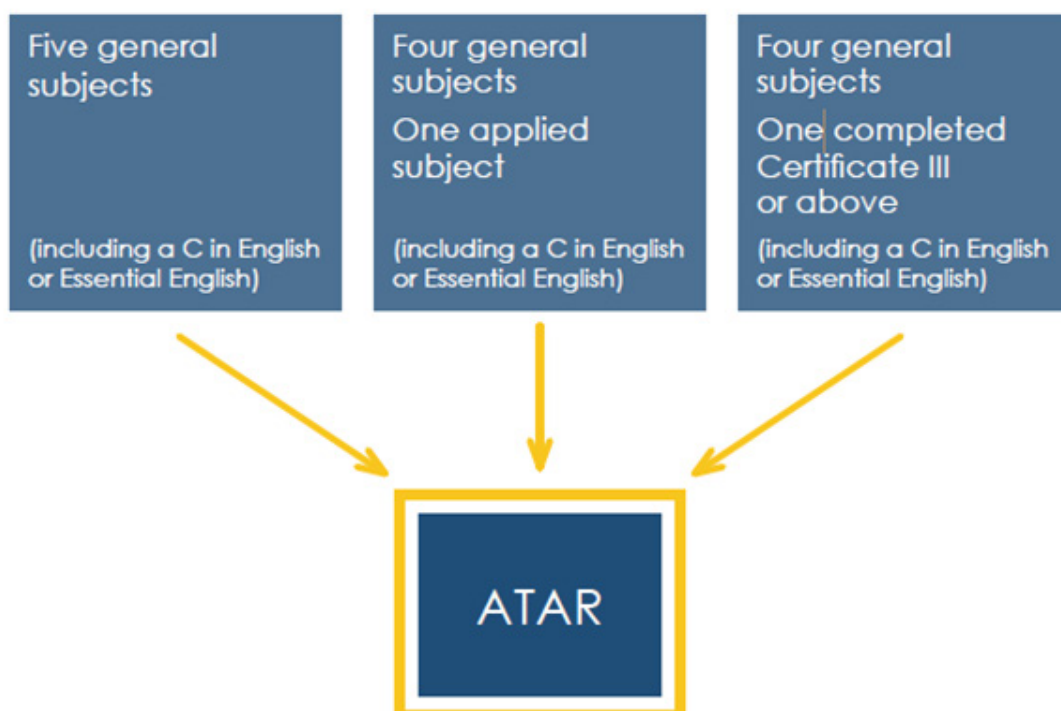 Five general
subjects
(including a C in English
or Essential English)
Four general
subjects
One applied
subject
(including a C in English
or Essential English)
Four general
subjects
One completed
Certificate III
or above
(including a C in English
or Essential English)
ATAR